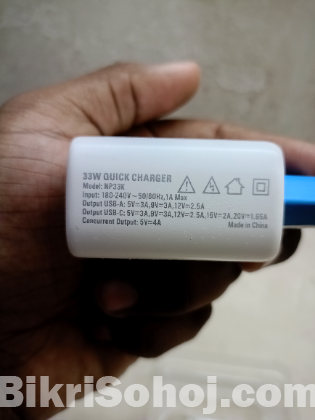 33W QUICK CHARGER
Model: NP33K
Input: 180-240V~50/60Hz,1A Max
Output USB-A: 5V=3A,9V=3A,12V=2.5A
Output USB-C: 5V=3A,9V=3A,12V=2.5A,15V=2A,20V=1.65A
Concurrent Output: 5V=4A
Made in China
BikriSohoj.com